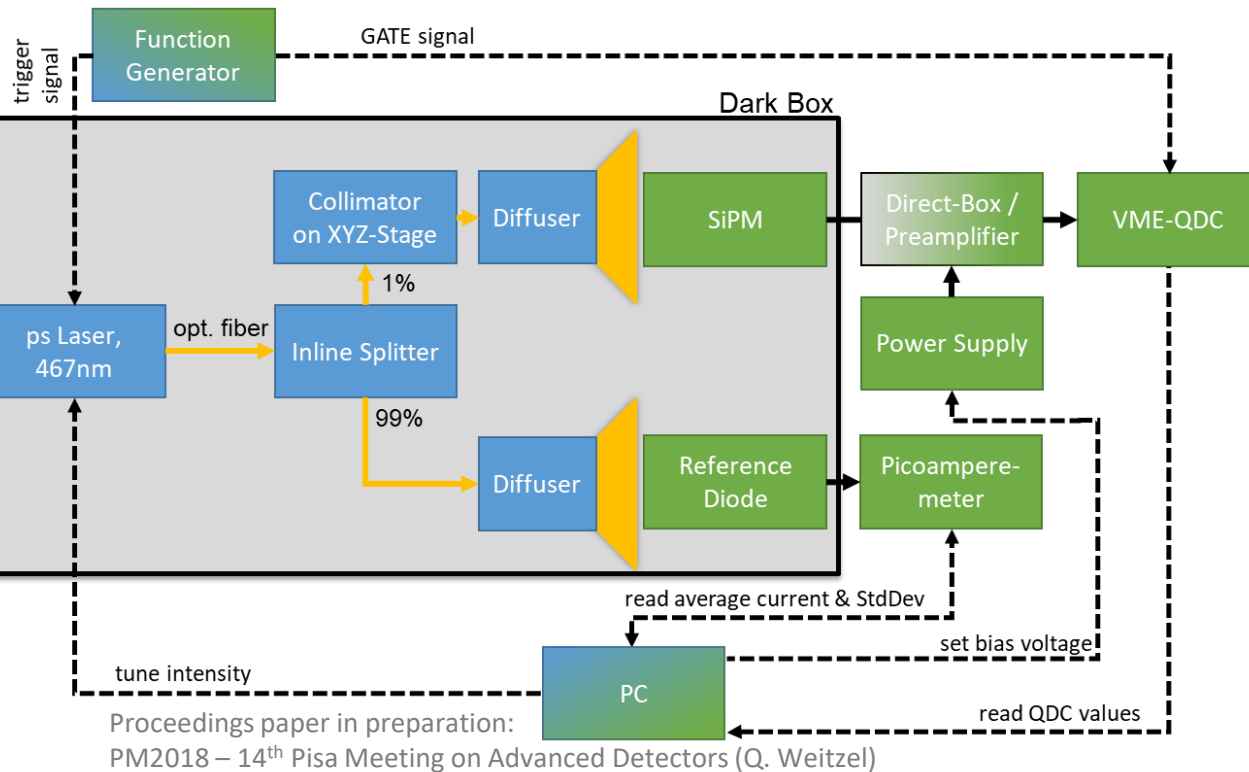 Function
Generator
trigger
signal
GATE signal
Dark Box
Collimator
on XYZ-Stage
Diffuser
SiPM
Direct-Box /
Preamplifier
VME-QDC
1%
ps Laser,
467nm
opt. fiber
Inline Splitter
Power Supply
99%
Diffuser
Reference
Diode
Picoampere-
meter
read average current & StdDev
set bias voltage
tune intensity
PC
read QDC values
Proceedings paper in preparation:
PM2018 – 14th Pisa Meeting on Advanced Detectors (Q. Weitzel)